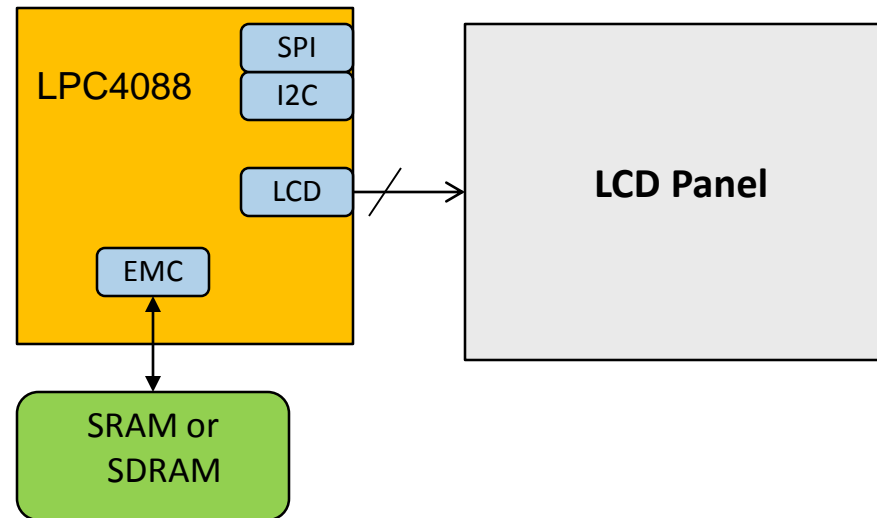 SPI
LPC4088
I2C
LCD
LCD Panel
EMC
SRAM or
SDRAM